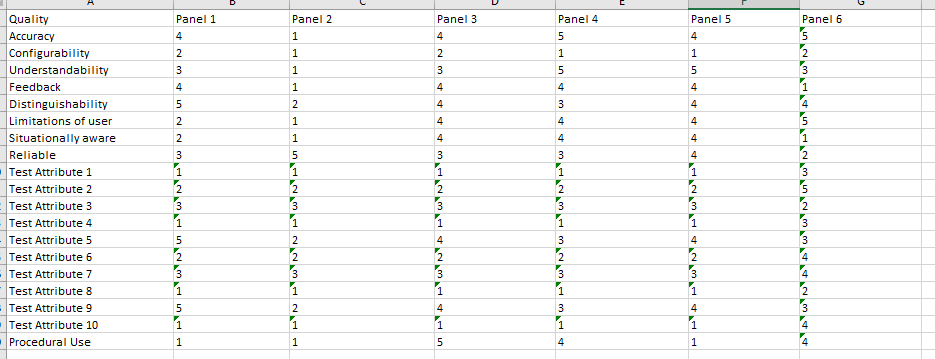 A B C D E F G
Quality Panel 1 Panel 2 Panel 3 Panel 4 Panel 5 Panel 6
Accuracy 4 1 4 5 4 5
Configurability 2 1 2 1 1 2
Understandability 3 1 3 5 5 3
Feedback 4 1 4 4 4 1
Distinguishability 5 2 4 3 4 4
Limitations of user 2 1 4 4 4 5
Situationally aware 2 1 4 4 4 1
Reliable 3 5 3 3 4 2
Test Attribute 1 1 1 1 1 1 3
Test Attribute 2 2 2 2 2 2 5
Test Attribute 3 3 3 3 3 3 2
Test Attribute 4 1 1 1 1 1 3
Test Attribute 5 5 2 4 3 4 3
Test Attribute 6 2 2 2 2 2 4
Test Attribute 7 3 3 3 3 3 4
Test Attribute 8 1 1 1 1 1 2
Test Attribute 9 5 2 4 3 4 3
Test Attribute 10 1 1 1 1 1 4
Procedural Use 1 1 5 4 1 4